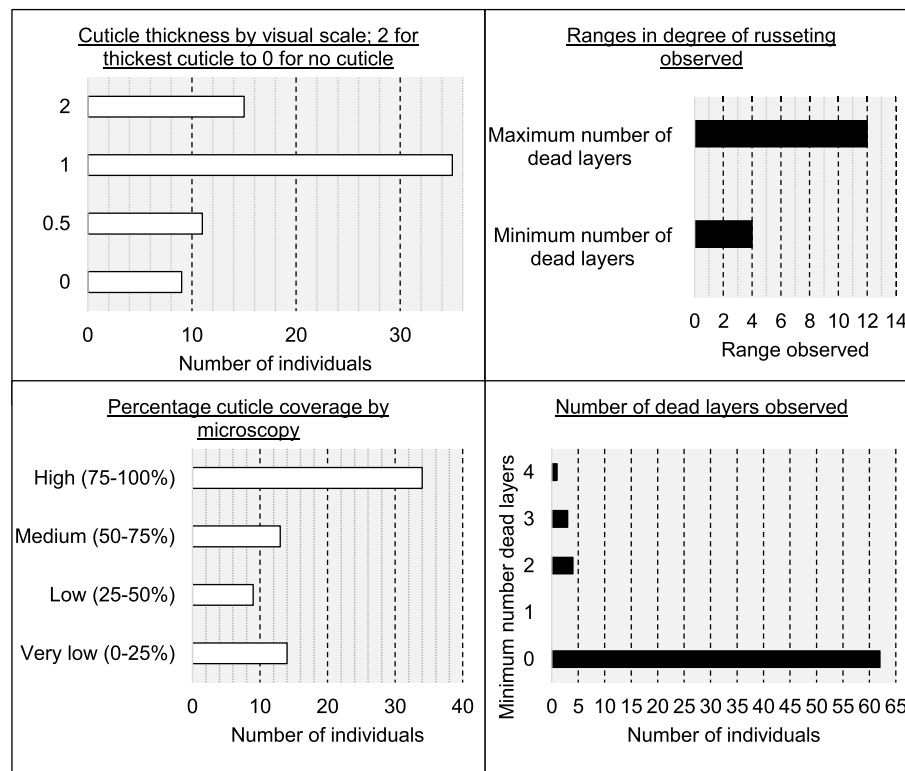 Cuticle thickness by visual scale; 2 for
thickest cuticle to 0 for no cuticle
2
1
0.5
0
0 10 20 30
Number of individuals
Ranges in degree of russeting
observed
Maximum number of
dead layers
Minimum number of
dead layers
0 2 4 6 8 10 12 14
Range observed
Percentage cuticle coverage by
microscopy
High (75-100%)
Medium (50-75%)
Low (25-50%)
Very low (0-25%)
0 10 20 30 40
Number of individuals
Number of dead layers observed
Minimum number dead layers
4
3
2
1
0
0 5 10 15 20 25 30 35 40 45 50 55 60 65
Number of individuals